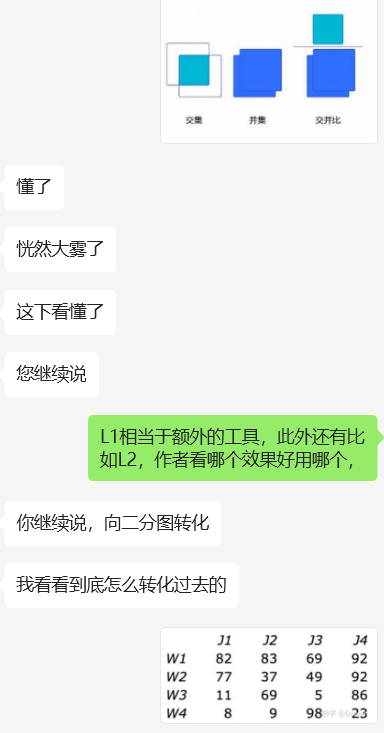 交集 并集 交并比
懂了
恍然大雾了
这下看懂了
您继续说
L1相当于额外的工具，此外还有比
如L2，作者看哪个效果好用哪个，
你继续说，向二分图转化
我看看到底怎么转化过去的
J1 J2 J3 J4
W1 82 83 69 92
W2 77 37 49 92
W3 11 69 5 86
W4 8 9 98 23